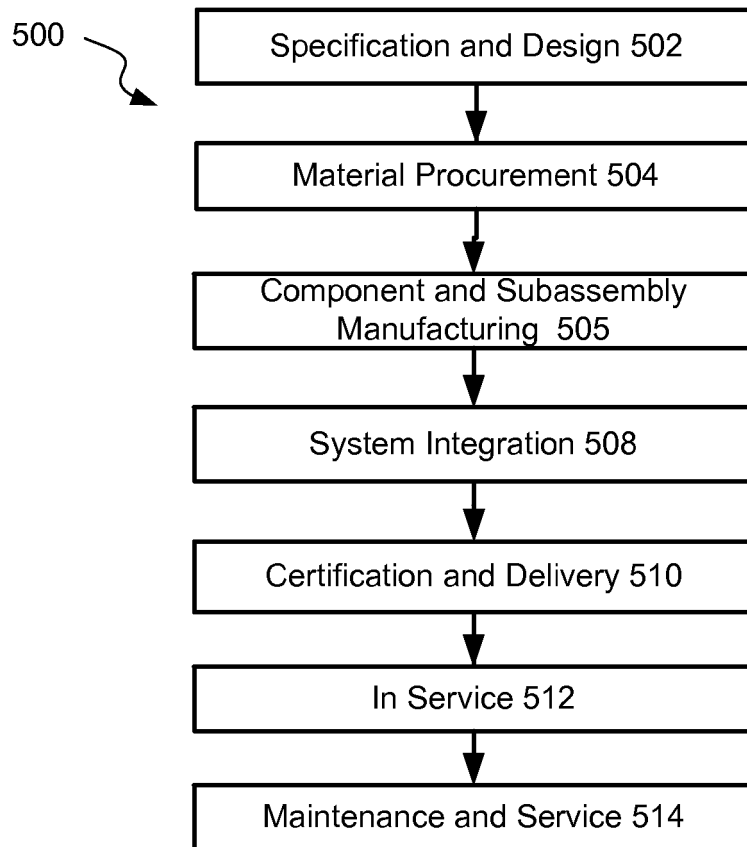 500
Specification and Design 502
Material Procurement 504
Component and Subassembly
Manufacturing 505
System Integration 508
Certification and Delivery 510
In Service 512
Maintenance and Service 514